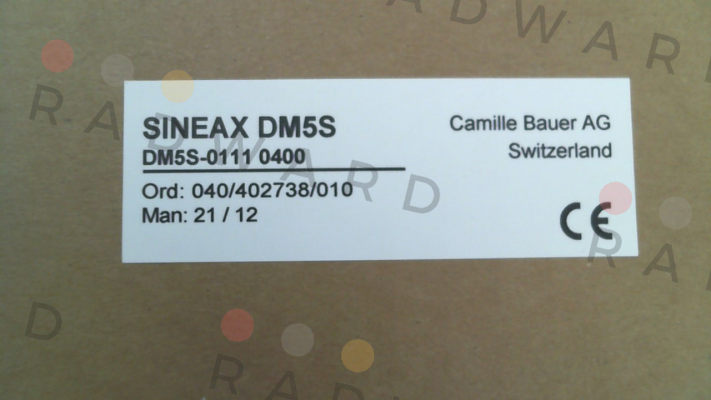 SINEAX DM5S
DM5S-0111 0400
Ord: 040/402738/010
Man: 21 / 12
Camille Bauer AG
Switzerland
CE
RADWARD
RADWARD
RA
D
RADWARD